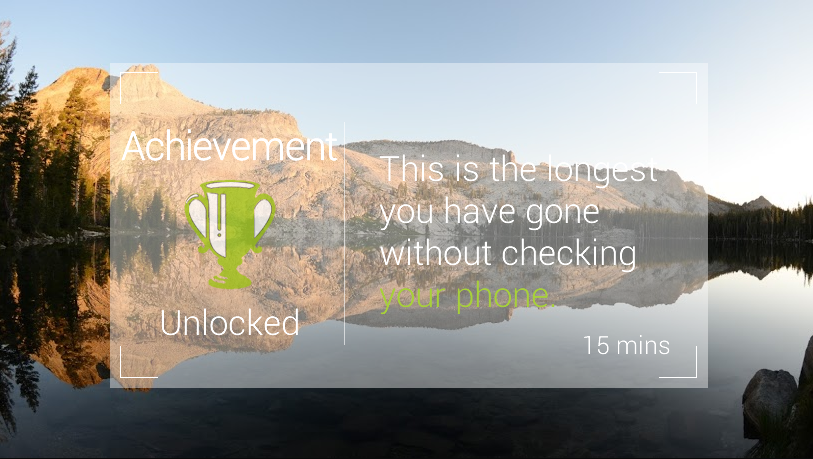 Achievement
Unlocked
This is the longest
you have gone
without checking
your phone.
15 mins